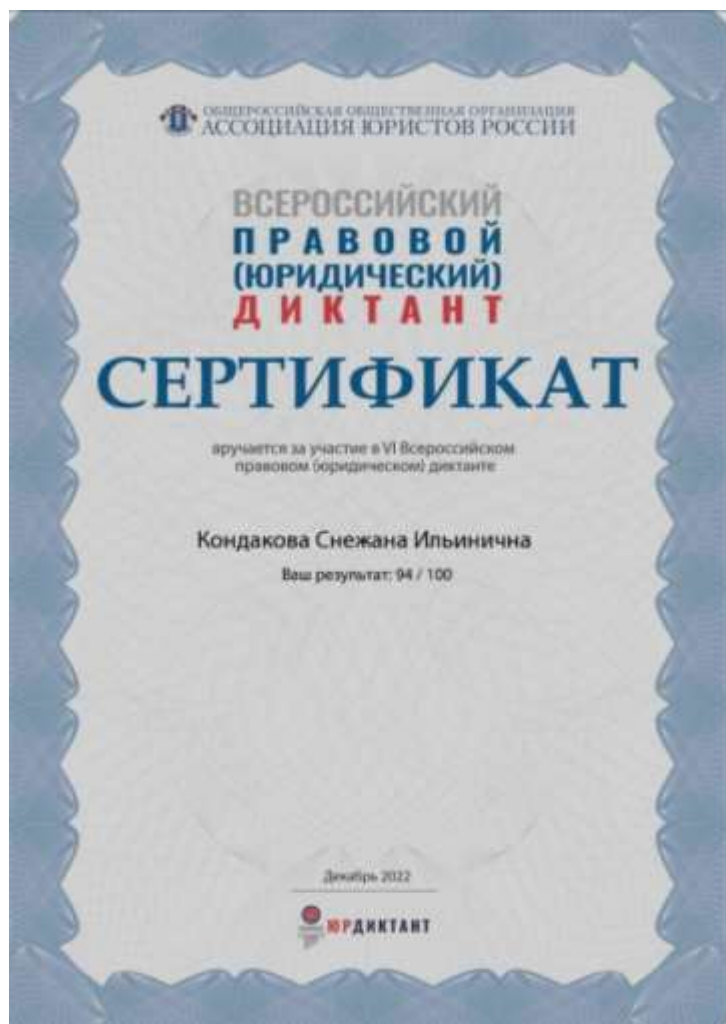 ОБЩЕРОССИЙСКАЯ ОБЩЕСТВЕННАЯ ОРГАНИЗАЦИЯ
АССОЦИАЦИЯ ЮРИСТОВ РОССИИ
ВСЕРОССИЙСКИЙ
ПРАВОВОЙ
(ЮРИДИЧЕСКИЙ)
ДИКТАНТ
СЕРТИФИКАТ
вручается за участие в VI Всероссийском
правовом (юридическом) диктанте
Кондакова Снежана Ильинична
Ваш результат: 94 / 100
Декабрь 2022
ЮРДИКТАНТ